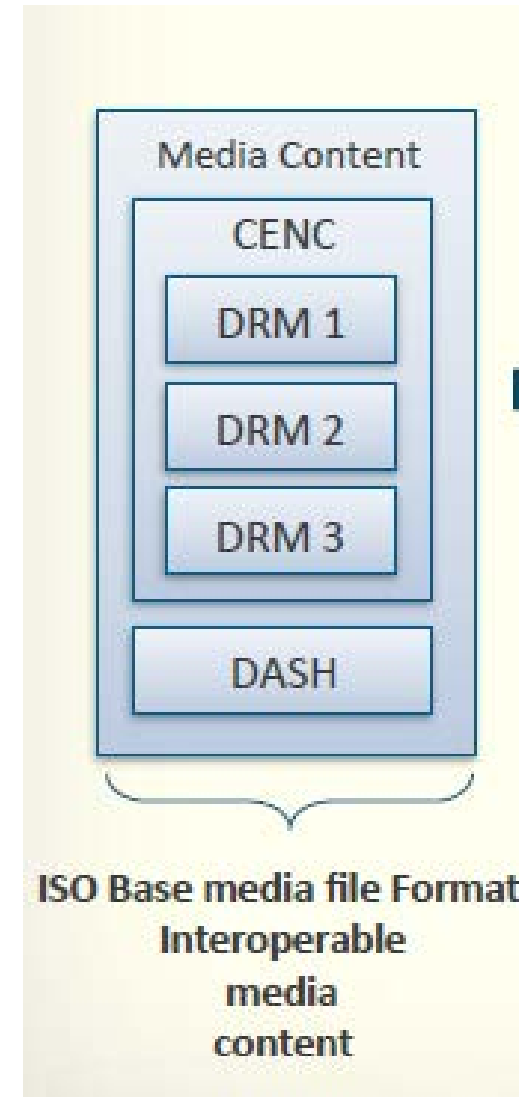 Media Content
CENC
DRM 1
DRM 2
DRM 3
DASH
ISO Base media file Format
Interoperable
media
content